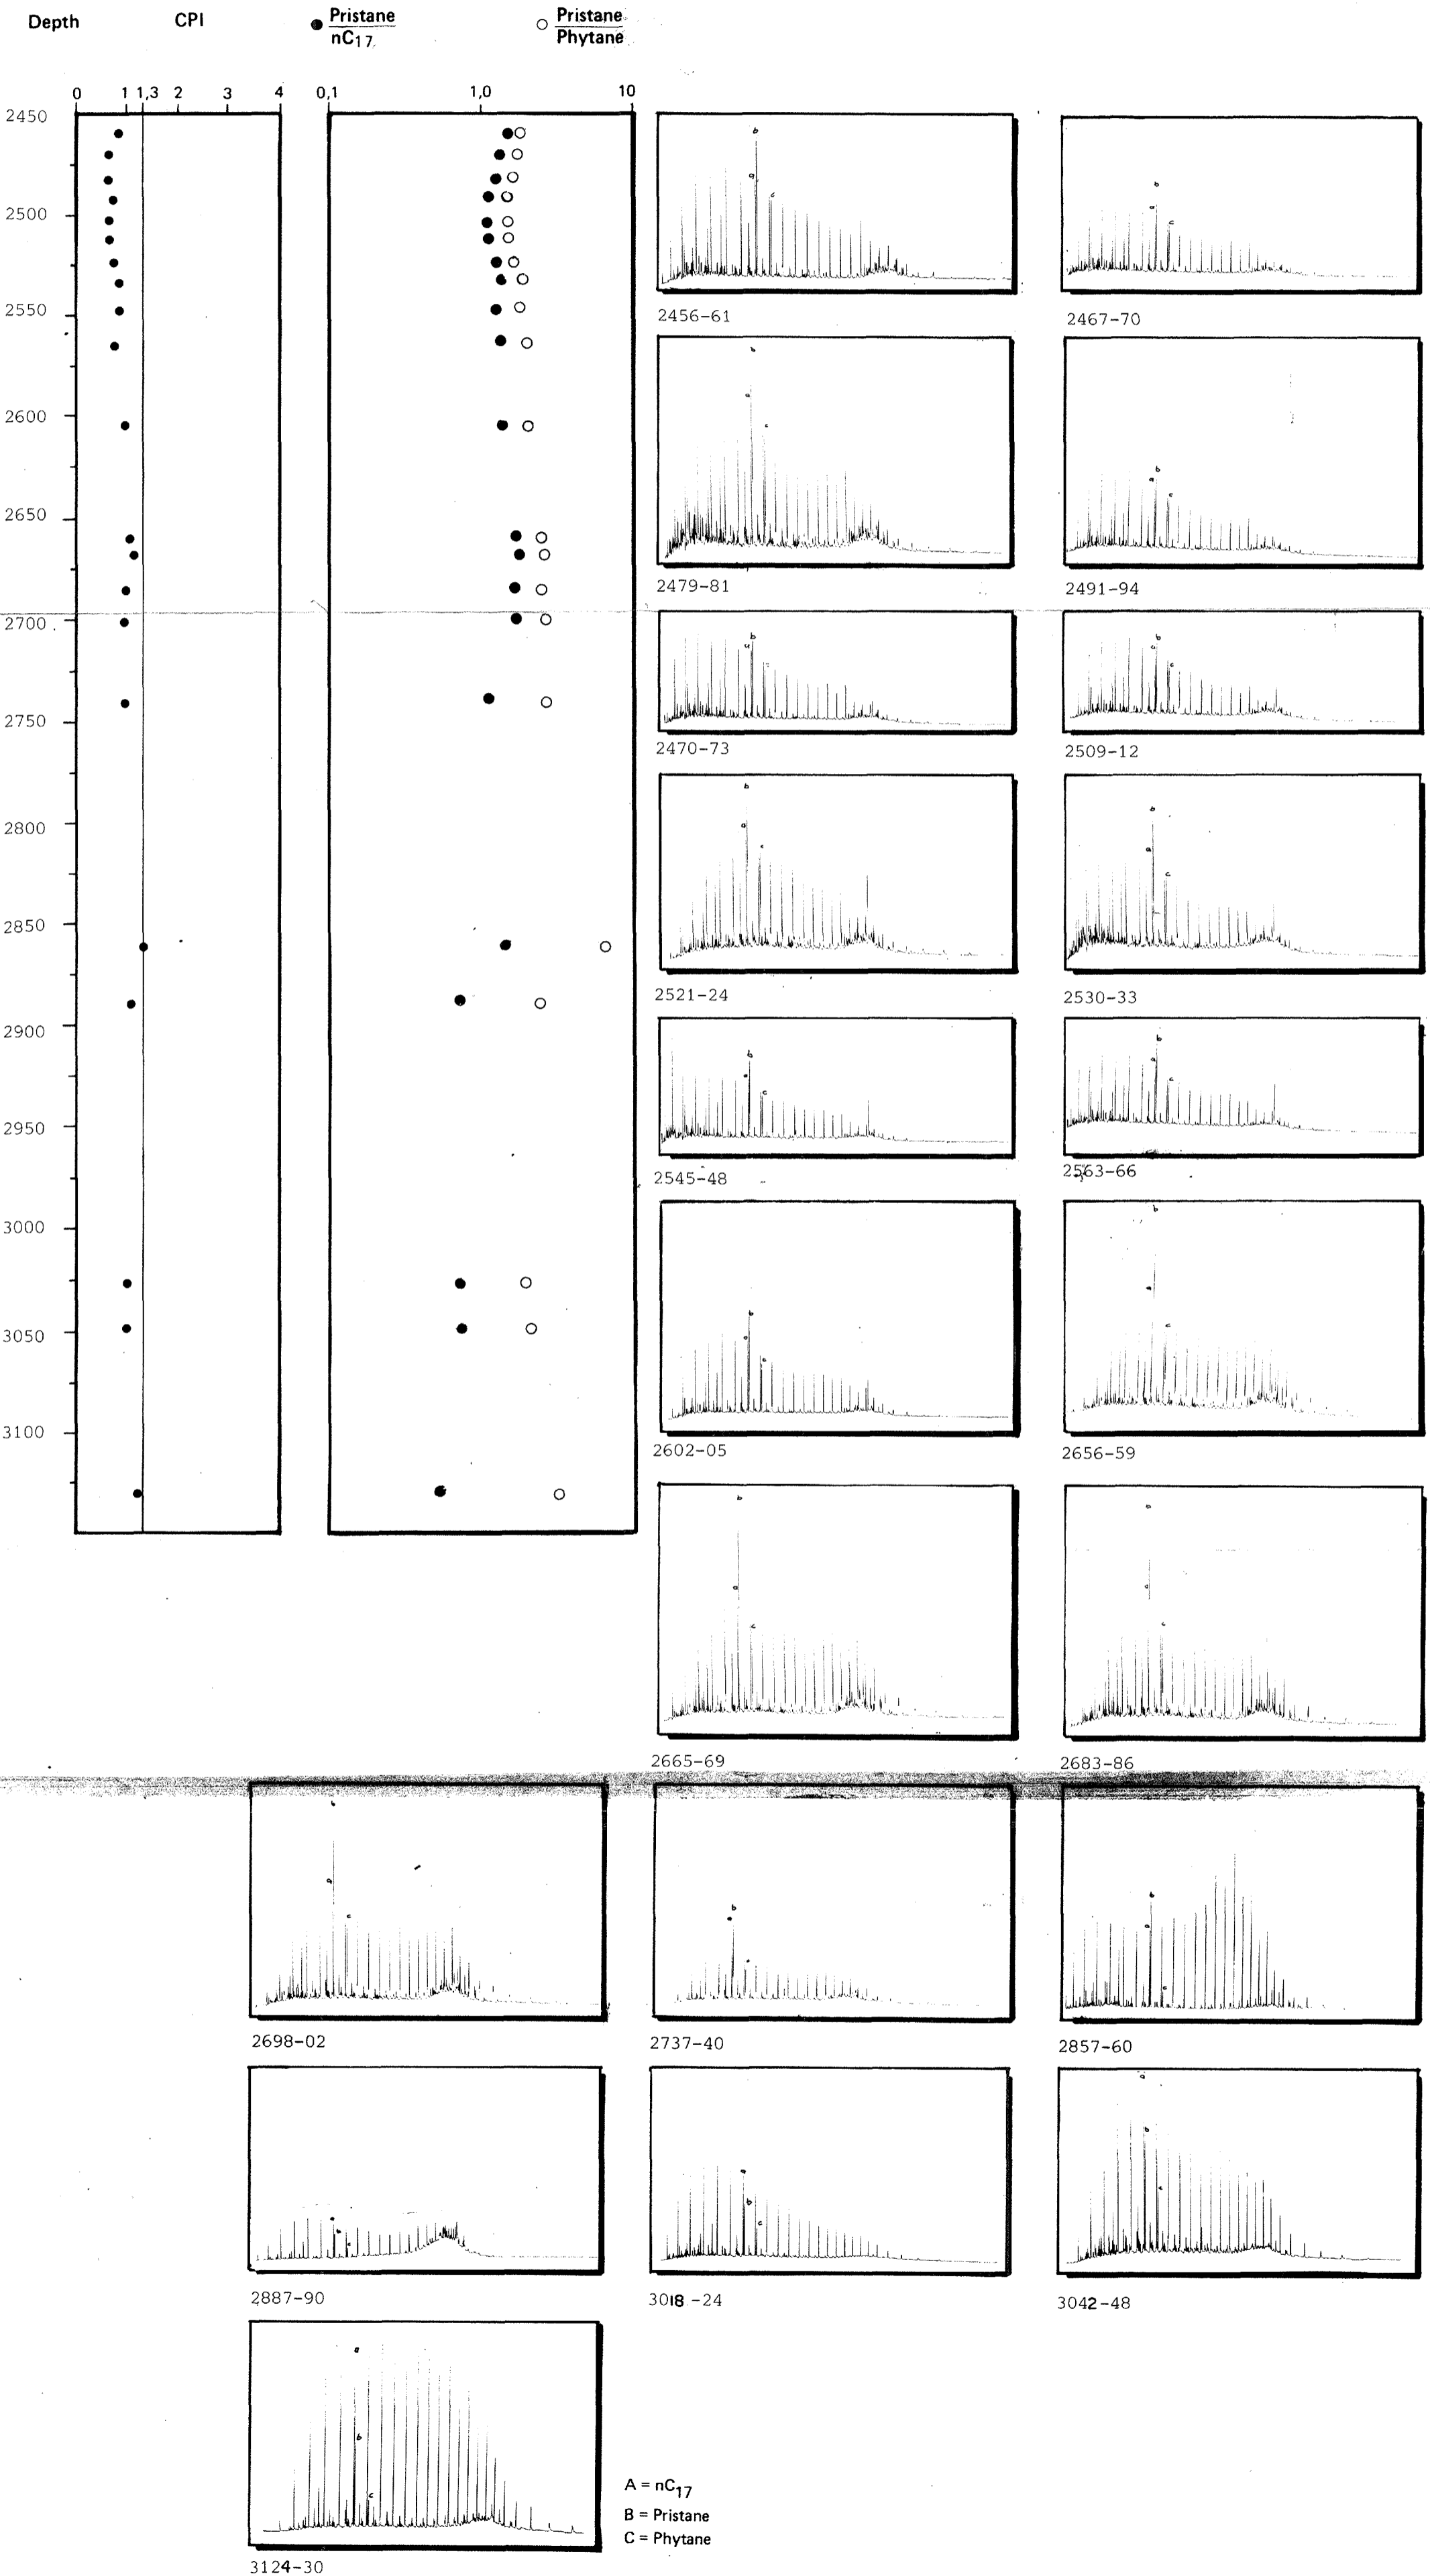 Depth CPI ● Pristane ○ Pristane
nC17 Phytane
0 1 1,3 2 3 4 0,1 1,0 10
2450
2500
2550
2600
2650
2700
2750
2800
2850
2900
2950
3000
3050
3100
b
a
c
2456-61
b
a
c
2467-70
b
a
c
2479-81
b
a
c
2491-94
b
a
2470-73
b
a
c
2509-12
b
a
c
2521-24
b
a
c
2530-33
b
a
c
2545-48
b
a
c
2563-66
b
a
c
2602-05
b
a
c
2656-59
b
a
c
2665-69
a
c
2683-86
b
a
c
2698-02
b
a
c
2737-40
b
a
c
2857-60
a
b
c
2887-90
a
b
c
3018-24
a
b
c
3042-48
a
b
c
3124-30
A = nC17
B = Pristane
C = Phytane